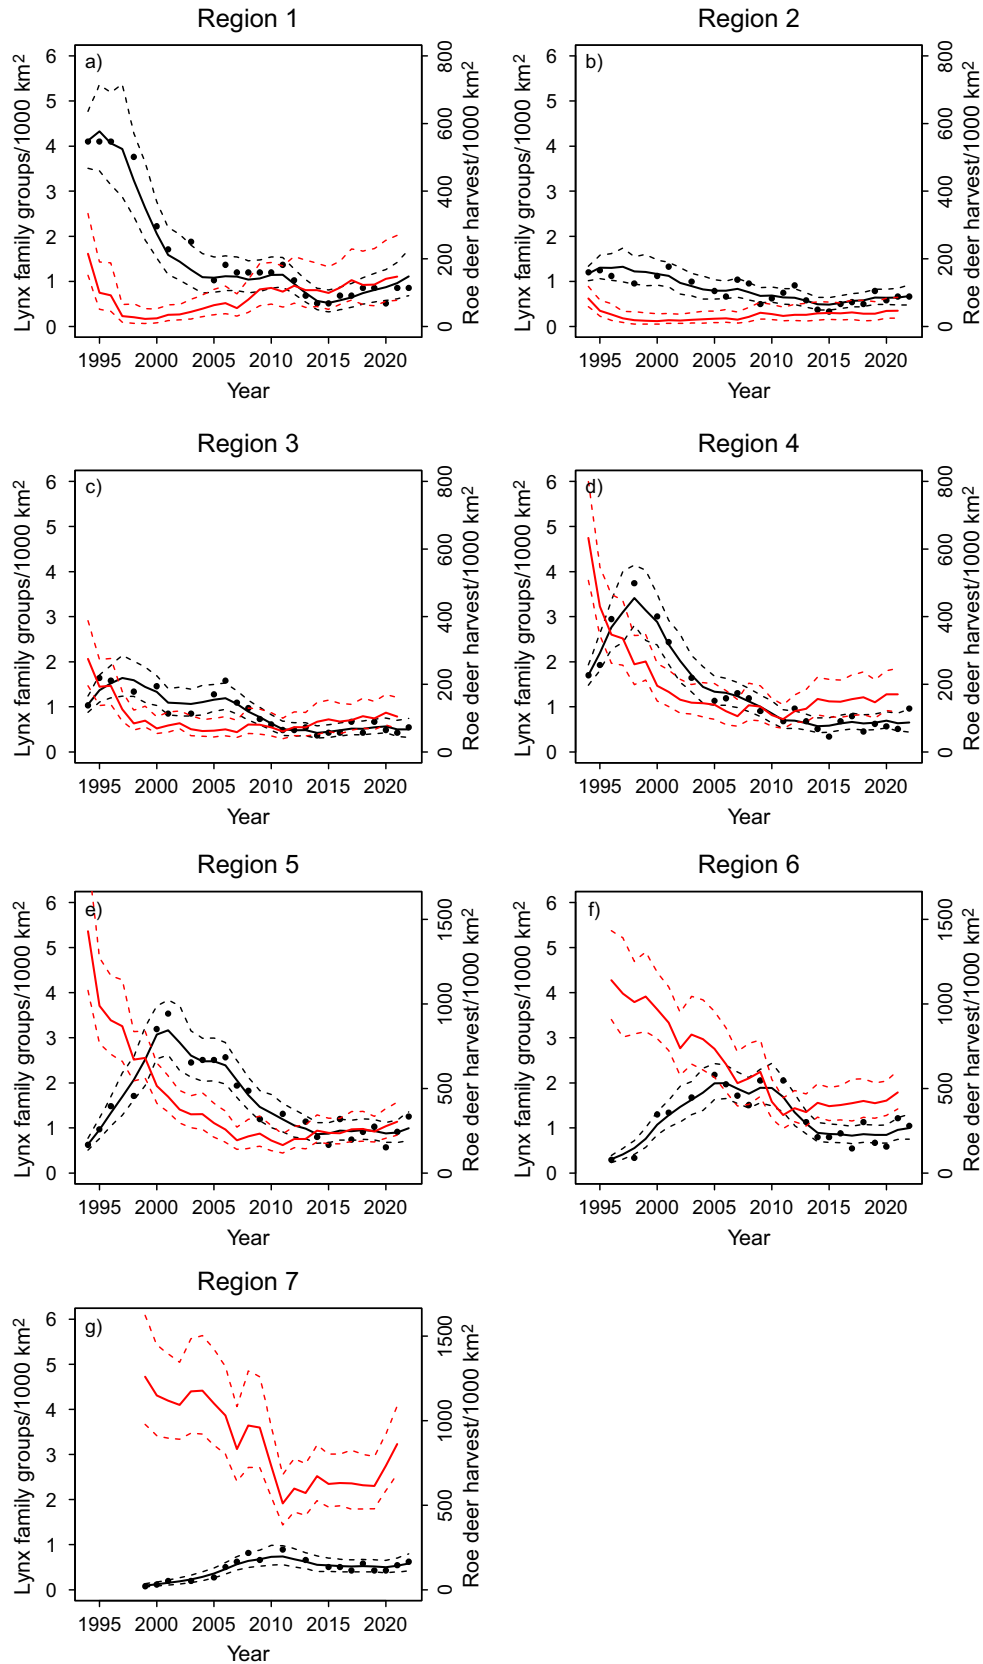 Region 1
a)
Lynx family groups/1000 km²
0 1 2 3 4 5 6
Roe deer harvest/1000 km²
0 200 400 600 800
1995 2000 2005 2010 2015 2020
Year
Region 2
b)
Lynx family groups/1000 km²
0 1 2 3 4 5 6
Roe deer harvest/1000 km²
0 200 400 600 800
1995 2000 2005 2010 2015 2020
Year
Region 3
c)
Lynx family groups/1000 km²
0 1 2 3 4 5 6
Roe deer harvest/1000 km²
0 200 400 600 800
1995 2000 2005 2010 2015 2020
Year
Region 4
d)
Lynx family groups/1000 km²
0 1 2 3 4 5 6
Roe deer harvest/1000 km²
0 200 400 600 800
1995 2000 2005 2010 2015 2020
Year
Region 5
e)
Lynx family groups/1000 km²
0 1 2 3 4 5 6
Roe deer harvest/1000 km²
0 500 1000 1500
1995 2000 2005 2010 2015 2020
Year
Region 6
f)
Lynx family groups/1000 km²
0 1 2 3 4 5 6
Roe deer harvest/1000 km²
0 500 1000 1500
1995 2000 2005 2010 2015 2020
Year
Region 7
g)
Lynx family groups/1000 km²
0 1 2 3 4 5 6
Roe deer harvest/1000 km²
0 500 1000 1500
1995 2000 2005 2010 2015 2020
Year